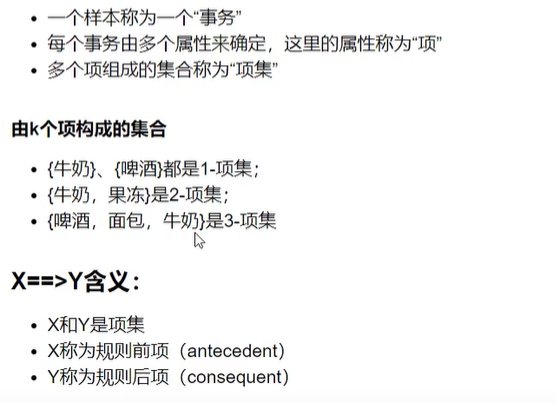 • 一个样本称为一个“事务”
• 每个事务由多个属性来确定，这里的属性称为“项”
• 多个项组成的集合称为“项集”
由k个项构成的集合
• {牛奶}、{啤酒}都是1-项集；
• {牛奶，果冻}是2-项集；
• {啤酒，面包，牛奶}是3-项集
X==>Y含义：
• X和Y是项集
• X称为规则前项（antecedent）
• Y称为规则后项（consequent）